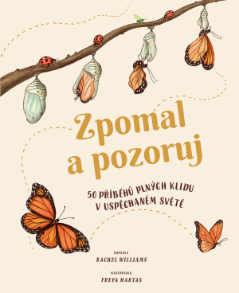 Zpomal
a pozoruj
50 PŘÍBĚHŮ PLNÝCH KLIDU
V USPĚCHANÉM SVĚTĚ
NAPSALA
RACHEL WILLIAMS
ILUSTROVALA
FREYA HARTAS